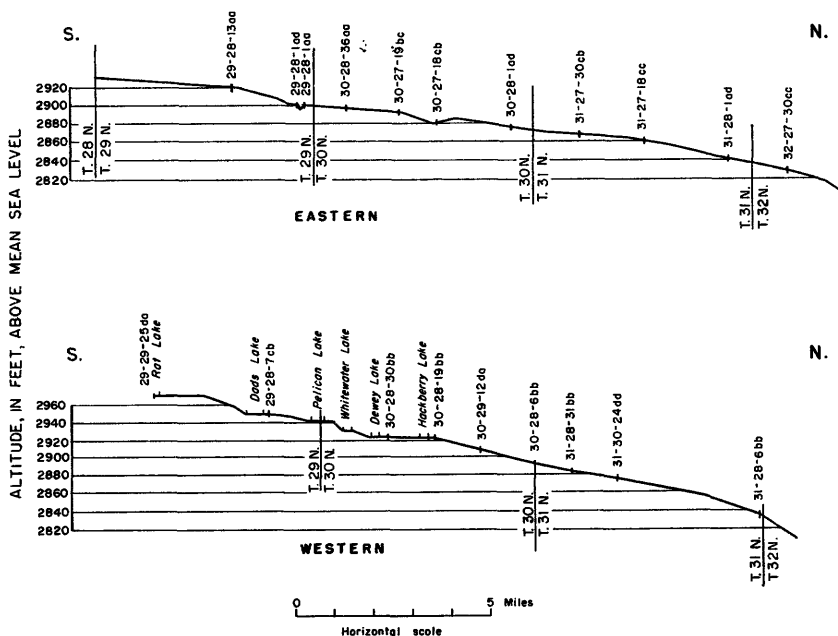 S.
N.
29-28-13aa
29-28-1ad
29-28-1aa
30-28-36aa
30-27-19bc
30-27-18cb
30-28-1ad
31-27-30cb
31-27-18cc
31-28-1ad
32-27-30cc
2920
2900
2880
2860
2840
2820
T. 28 N.
T. 29 N.
T. 29 N.
T. 30 N.
T. 30 N.
T. 31 N.
T. 31 N.
T. 32 N.
EASTERN
ALTITUDE, IN FEET, ABOVE MEAN SEA LEVEL
S.
N.
29-29-25da
Rat Lake
Dads Lake
29-28-7cb
Pelican Lake
Whitewater Lake
Dewey Lake
30-28-30bb
Hackberry Lake
30-28-19bb
30-29-12da
30-28-6bb
31-28-31bb
31-30-24dd
31-28-6bb
2960
2940
2920
2900
2880
2860
2840
2820
T. 29 N.
T. 30 N.
T. 30 N.
T. 31 N.
T. 31 N.
T 32 N.
WESTERN
0 5 Miles
Horizontal scale